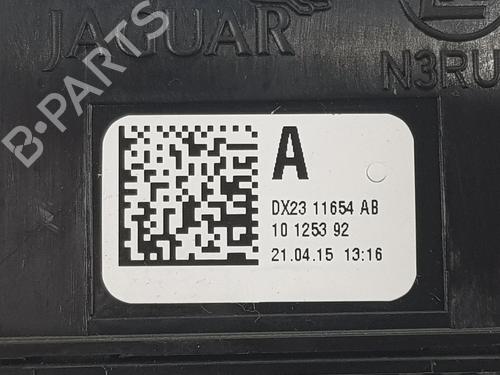 JAGUAR
N3RU
B-PARTS
A
DX23 11654 AB
10 1253 92
21.04.15 13:16